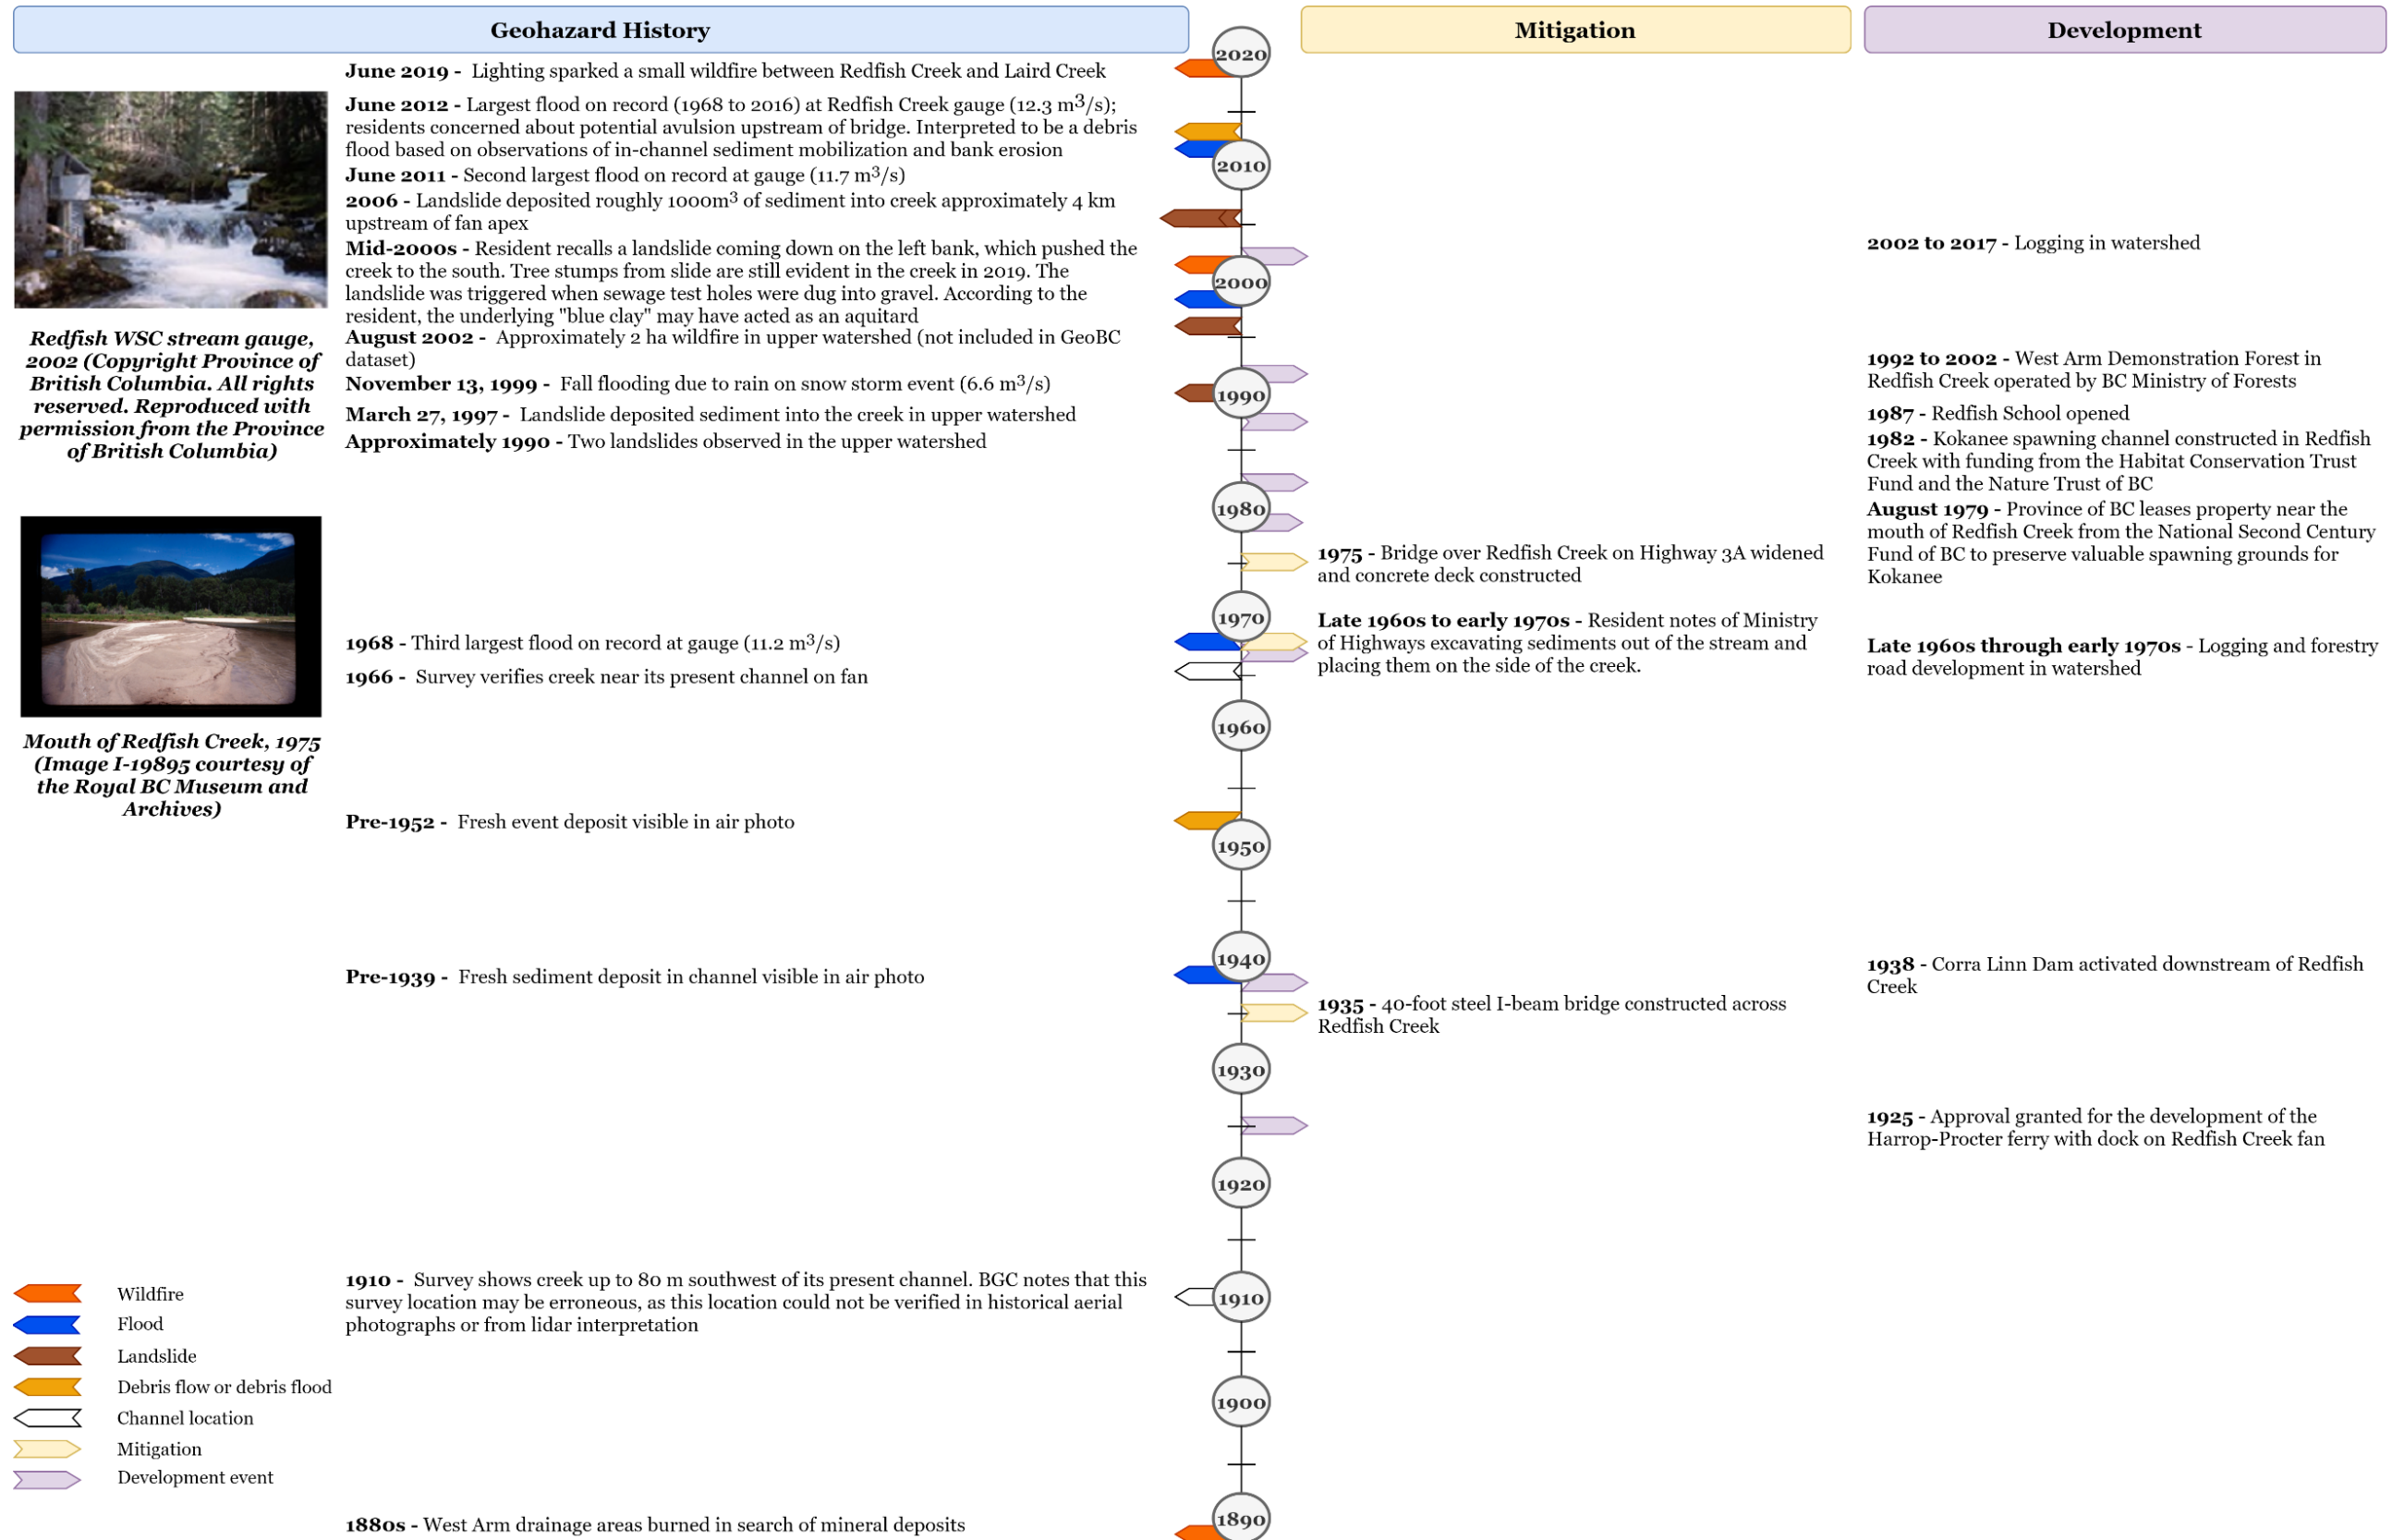 Geohazard History
Mitigation
Development
June 2019 - Lighting sparked a small wildfire between Redfish Creek and Laird Creek
June 2012 - Largest flood on record (1968 to 2016) at Redfish Creek gauge (12.3 m3/s);
residents concerned about potential avulsion upstream of bridge. Interpreted to be a debris
flood based on observations of in-channel sediment mobilization and bank erosion
June 2011 - Second largest flood on record at gauge (11.7 m3/s)
2006 - Landslide deposited roughly 1000m3 of sediment into creek approximately 4 km
upstream of fan apex
Mid-2000s - Resident recalls a landslide coming down on the left bank, which pushed the
creek to the south. Tree stumps from slide are still evident in the creek in 2019. The
landslide was triggered when sewage test holes were dug into gravel. According to the
resident, the underlying "blue clay" may have acted as an aquitard
August 2002 - Approximately 2 ha wildfire in upper watershed (not included in GeoBC
dataset)
November 13, 1999 - Fall flooding due to rain on snow storm event (6.6 m3/s)
March 27, 1997 - Landslide deposited sediment into the creek in upper watershed
Approximately 1990 - Two landslides observed in the upper watershed
1968 - Third largest flood on record at gauge (11.2 m3/s)
1966 - Survey verifies creek near its present channel on fan
Pre-1952 - Fresh event deposit visible in air photo
Pre-1939 - Fresh sediment deposit in channel visible in air photo
1910 - Survey shows creek up to 80 m southwest of its present channel. BGC notes that this
survey location may be erroneous, as this location could not be verified in historical aerial
photographs or from lidar interpretation
1880s - West Arm drainage areas burned in search of mineral deposits
Redfish WSC stream gauge,
2002 (Copyright Province of
British Columbia. All rights
reserved. Reproduced with
permission from the Province
of British Columbia)
Mouth of Redfish Creek, 1975
(Image I-19895 courtesy of
the Royal BC Museum and
Archives)
Wildfire
Flood
Landslide
Debris flow or debris flood
Channel location
Mitigation
Development event
2020
2010
2000
1990
1980
1970
1960
1950
1940
1930
1920
1910
1900
1890
1975 - Bridge over Redfish Creek on Highway 3A widened
and concrete deck constructed
Late 1960s to early 1970s - Resident notes of Ministry
of Highways excavating sediments out of the stream and
placing them on the side of the creek.
1935 - 40-foot steel I-beam bridge constructed across
Redfish Creek
2002 to 2017 - Logging in watershed
1992 to 2002 - West Arm Demonstration Forest in
Redfish Creek operated by BC Ministry of Forests
1987 - Redfish School opened
1982 - Kokanee spawning channel constructed in Redfish
Creek with funding from the Habitat Conservation Trust
Fund and the Nature Trust of BC
August 1979 - Province of BC leases property near the
mouth of Redfish Creek from the National Second Century
Fund of BC to preserve valuable spawning grounds for
Kokanee
Late 1960s through early 1970s - Logging and forestry
road development in watershed
1938 - Corra Linn Dam activated downstream of Redfish
Creek
1925 - Approval granted for the development of the
Harrop-Procter ferry with dock on Redfish Creek fan